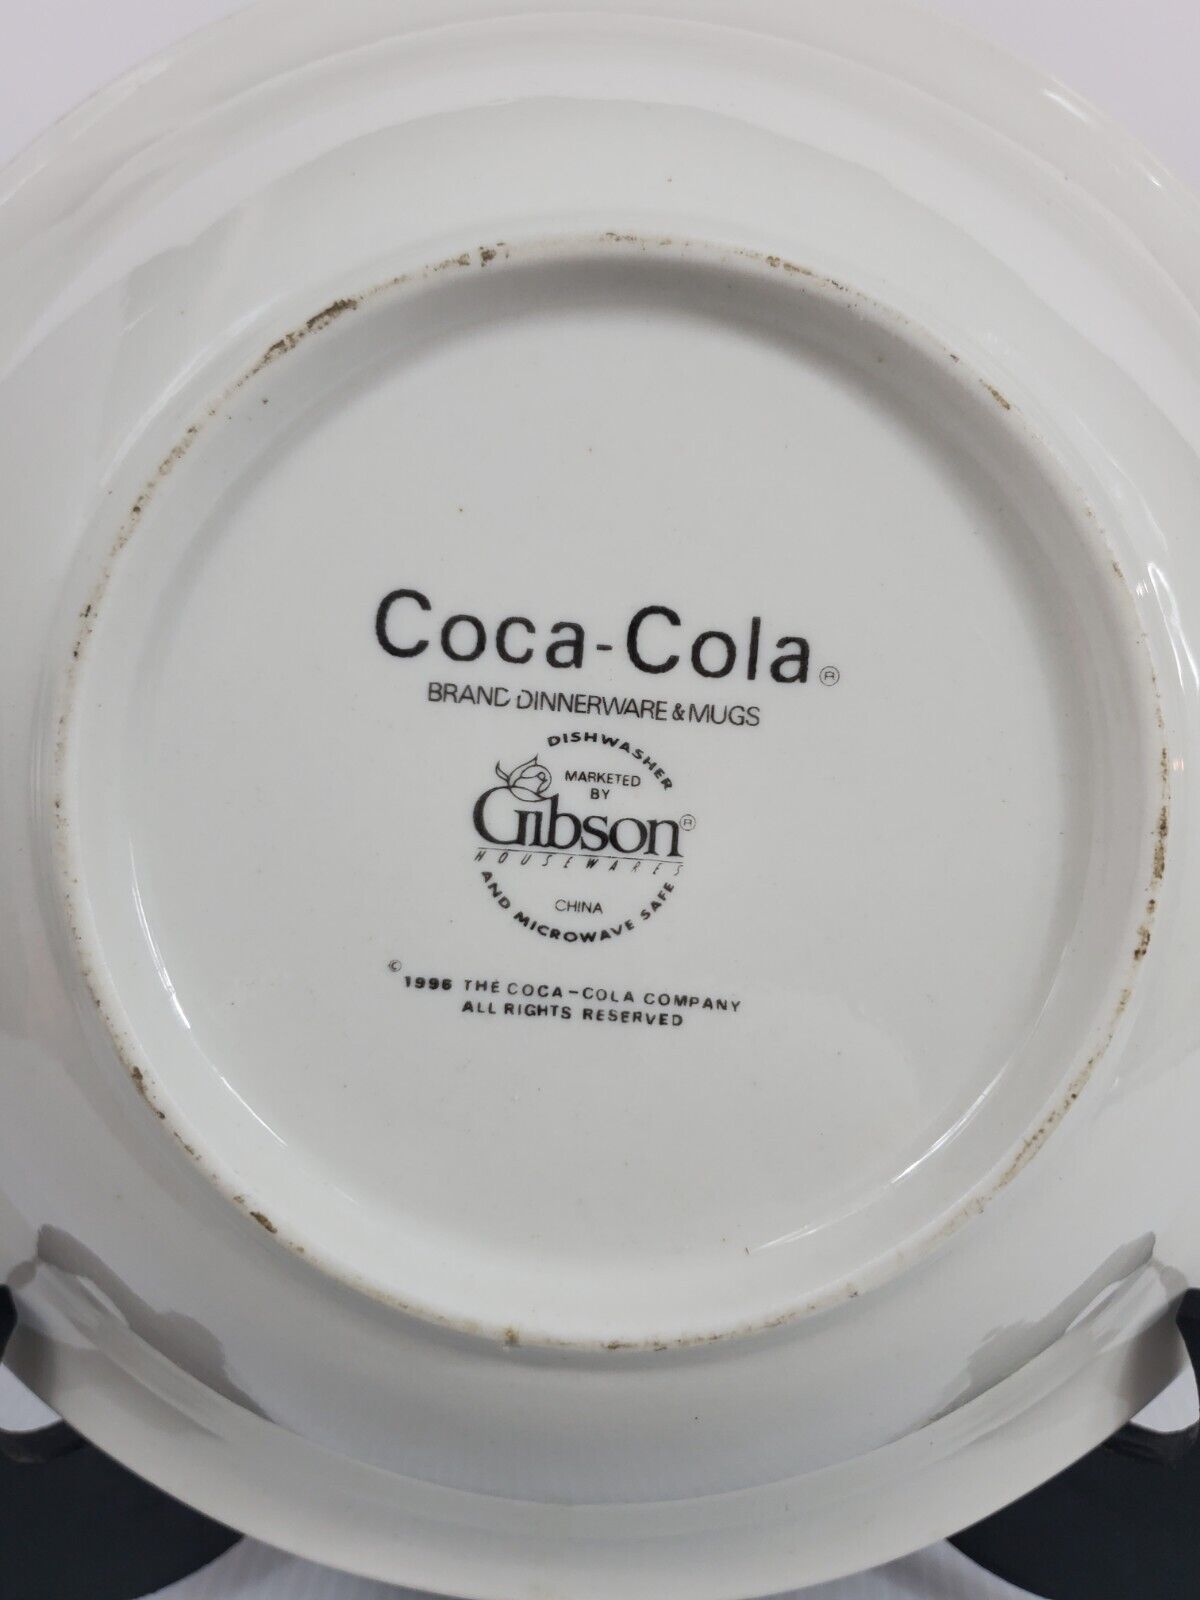 Coca-Cola®
BRAND DINNERWARE & MUGS
DISHWASHER
MARKETED
BY
Gibson®
HOUSEWARES
CHINA
AND MICROWAVE SAFE
© 1996 THE COCA-COLA COMPANY
ALL RIGHTS RESERVED